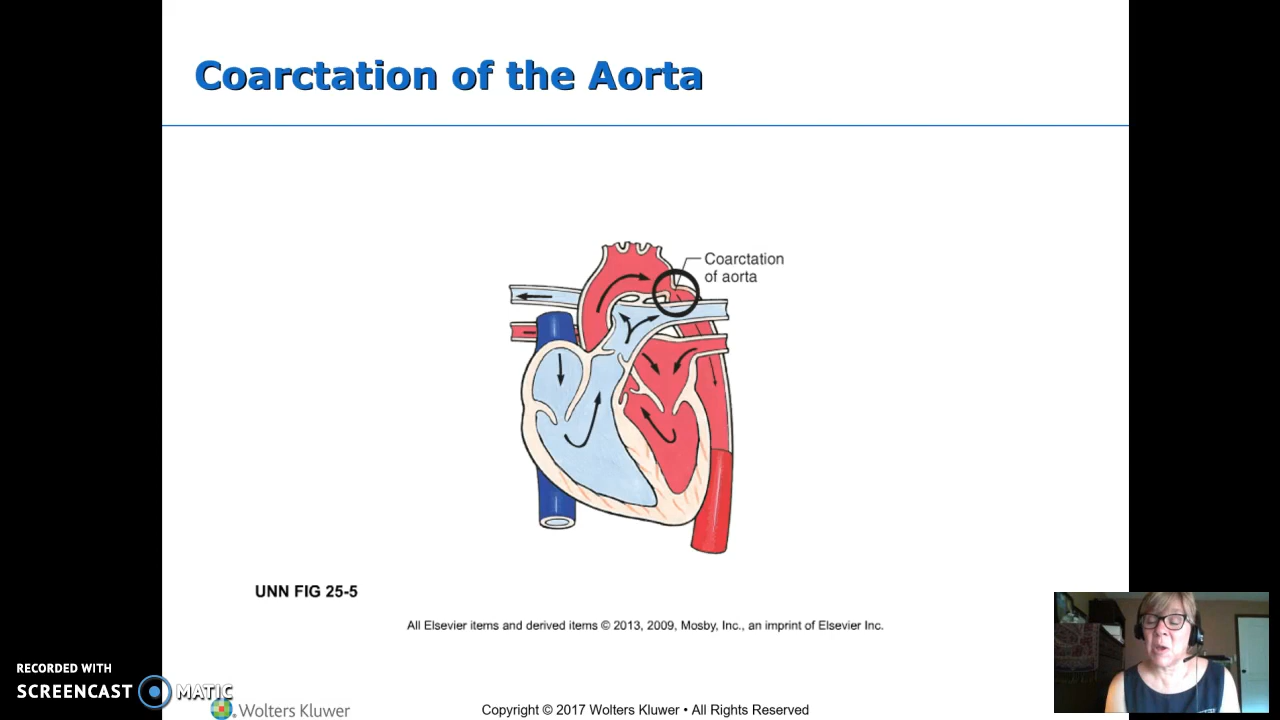 Coarctation of the Aorta
Coarctation
of aorta
UNN FIG 25-5
All Elsevier items and derived items © 2013, 2009, Mosby, Inc., an imprint of Elsevier Inc.
RECORDED WITH
SCREENCAST MATIC
Wolters Kluwer
Copyright © 2017 Wolters Kluwer • All Rights Reserved